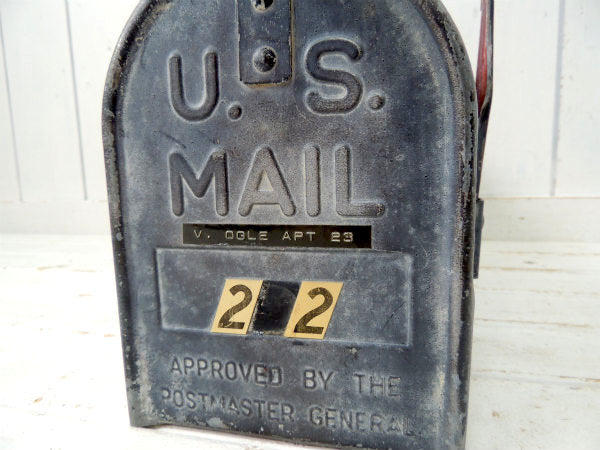 U. S.
MAIL
V. OGLE APT 23
2 2
APPROVED BY THE
POSTMASTER GENERAL